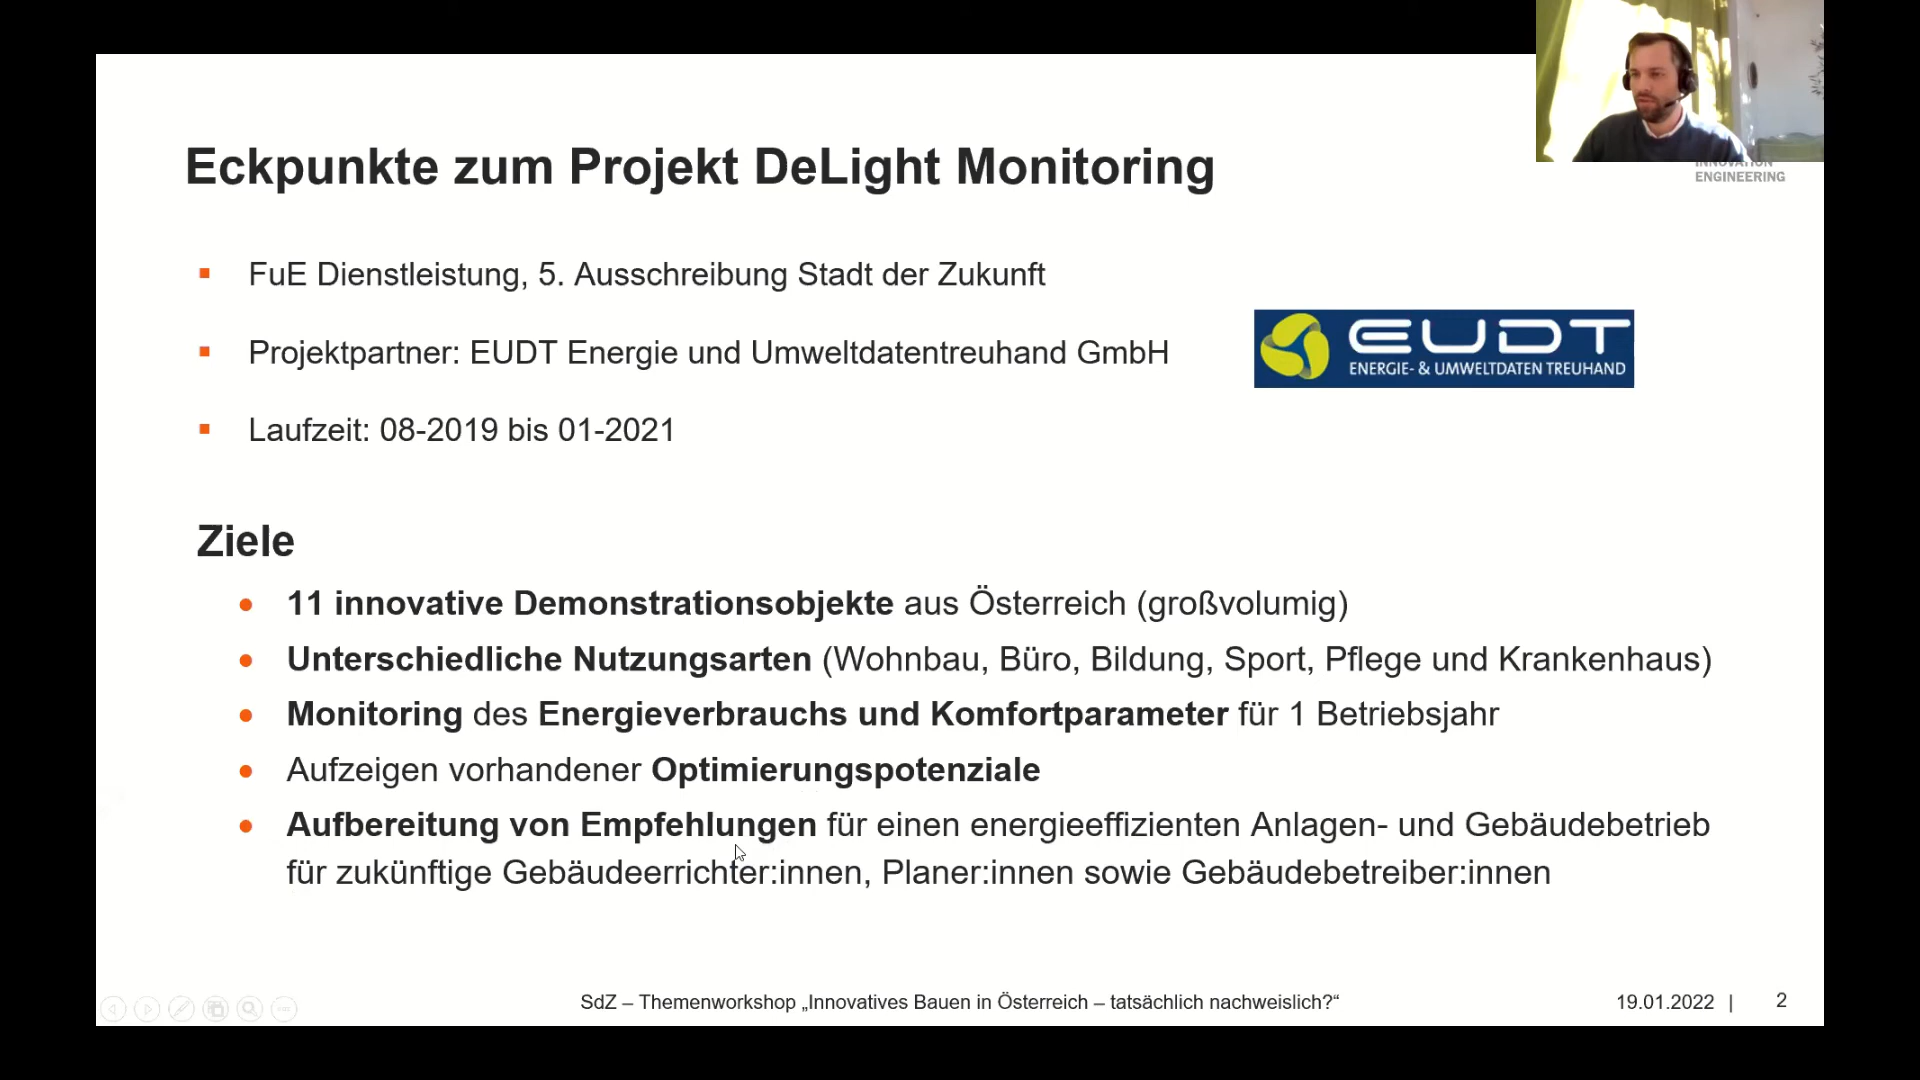 Eckpunkte zum Projekt DeLight Monitoring
INNOVATION
ENGINEERING
FuE Dienstleistung, 5. Ausschreibung Stadt der Zukunft
Projektpartner: EUDT Energie und Umweltdatentreuhand GmbH
EUDT
ENERGIE- & UMWELTDATEN TREUHAND
Laufzeit: 08-2019 bis 01-2021
Ziele
11 innovative Demonstrationsobjekte aus Österreich (großvolumig)
Unterschiedliche Nutzungsarten (Wohnbau, Büro, Bildung, Sport, Pflege und Krankenhaus)
Monitoring des Energieverbrauchs und Komfortparameter für 1 Betriebsjahr
Aufzeigen vorhandener Optimierungspotenziale
Aufbereitung von Empfehlungen für einen energieeffizienten Anlagen- und Gebäudebetrieb
für zukünftige Gebäudeerrichter:innen, Planer:innen sowie Gebäudebetreiber:innen
SdZ – Themenworkshop „Innovatives Bauen in Österreich – tatsächlich nachweislich?“
19.01.2022 | 2